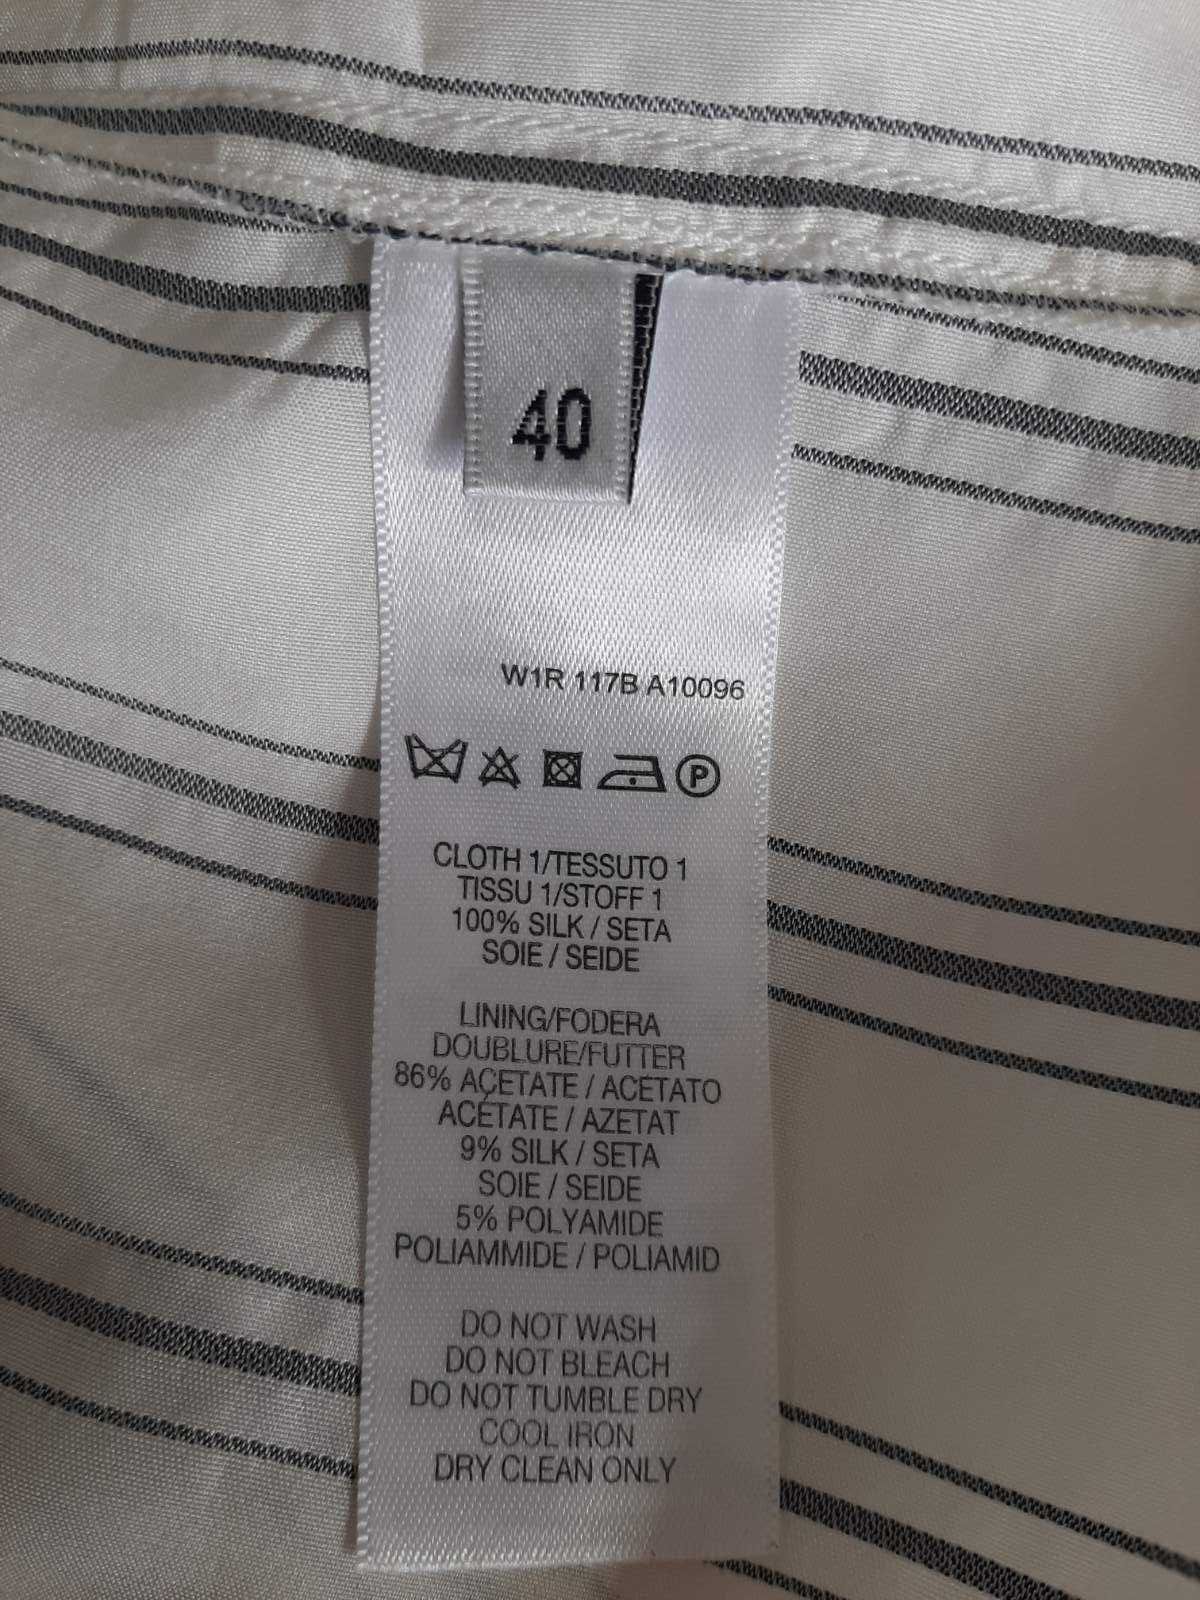 40
W1R 117B A10096
P
CLOTH 1/TESSUTO 1
TISSU 1/STOFF 1
100% SILK / SETA
SOIE / SEIDE
LINING/FODERA
DOUBLURE/FUTTER
86% ACETATE / ACETATO
ACÉTATE / AZETAT
9% SILK / SETA
SOIE / SEIDE
5% POLYAMIDE
POLIAMMIDE / POLIAMID
DO NOT WASH
DO NOT BLEACH
DO NOT TUMBLE DRY
COOL IRON
DRY CLEAN ONLY